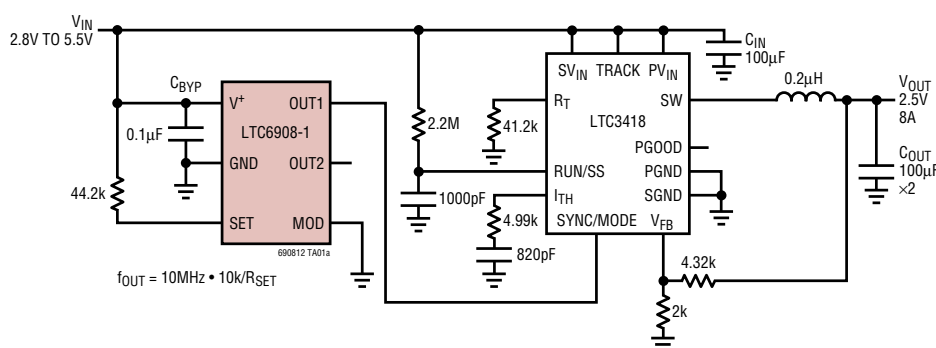 VIN
2.8V TO 5.5V
CBYP
0.1µF
44.2k
V+
OUT1
LTC6908-1
GND
OUT2
SET
MOD
690812 TA01a
fOUT = 10MHz • 10k/RSET
2.2M
1000pF
41.2k
4.99k
820pF
SVIN
TRACK
PVIN
RT
SW
LTC3418
PGOOD
RUN/SS
PGND
ITH
SGND
SYNC/MODE
VFB
CIN
100µF
0.2µH
VOUT
2.5V
8A
COUT
100µF
×2
4.32k
2k